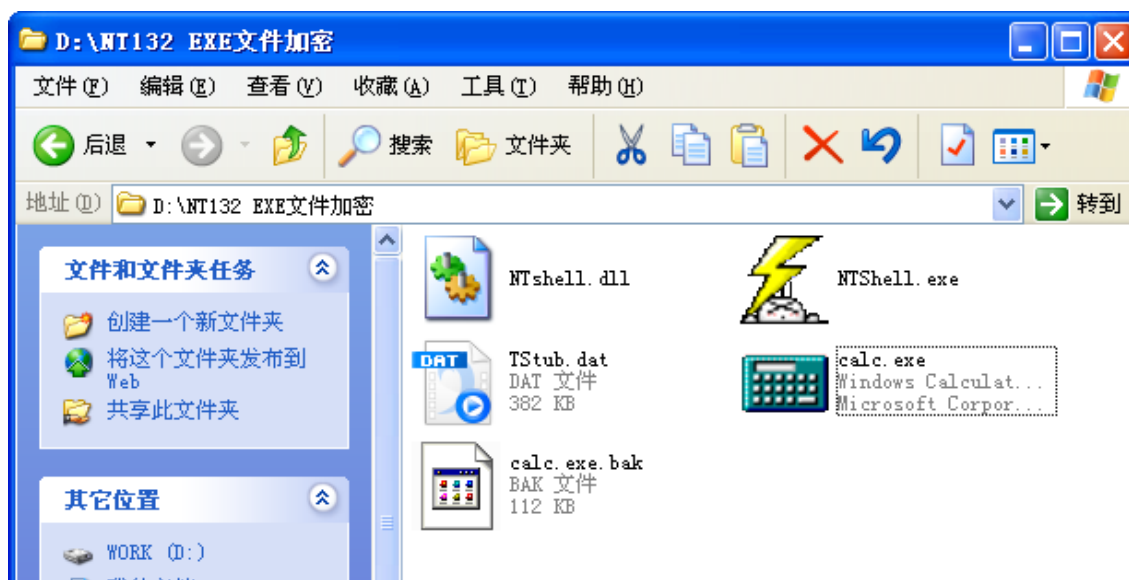 D:\NT132 EXE文件加密
文件(F) 编辑(E) 查看(V) 收藏(A) 工具(T) 帮助(H)
后退 搜索 文件夹
地址(D) D:\NT132 EXE文件加密 转到
文件和文件夹任务
创建一个新文件夹
将这个文件夹发布到
Web
共享此文件夹
其它位置
WORK (D:)
NTshell.dll
NTShell.exe
DAT
TStub.dat
DAT 文件
382 KB
calc.exe
Windows Calculat...
Microsoft Corpor...
calc.exe.bak
BAK 文件
112 KB